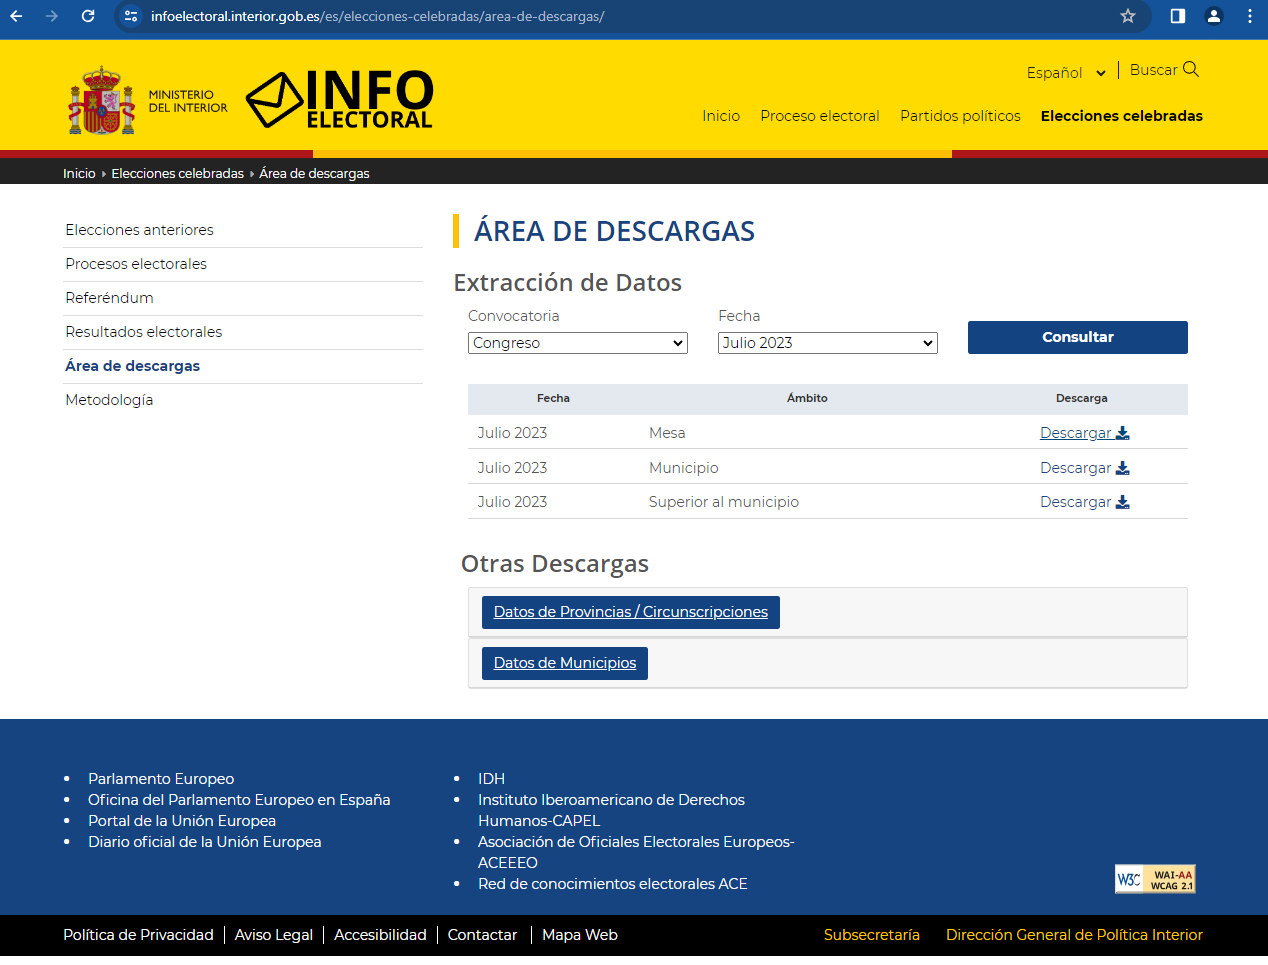 infoelectoral.interior.gob.es/es/elecciones-celebradas/area-de-descargas/
MINISTERIO
DEL INTERIOR
INFO
ELECTORAL
Español
Buscar
Inicio Proceso electoral Partidos políticos Elecciones celebradas
Inicio Elecciones celebradas Área de descargas
Elecciones anteriores
Procesos electorales
Referéndum
Resultados electorales
Área de descargas
Metodología
ÁREA DE DESCARGAS
Extracción de Datos
Convocatoria Fecha
Congreso Julio 2023 Consultar
Fecha Ámbito Descarga
Julio 2023 Mesa Descargar
Julio 2023 Municipio Descargar
Julio 2023 Superior al municipio Descargar
Otras Descargas
Datos de Provincias / Circunscripciones
Datos de Municipios
Parlamento Europeo
Oficina del Parlamento Europeo en España
Portal de la Unión Europea
Diario oficial de la Unión Europea
IDH
Instituto Iberoamericano de Derechos
Humanos-CAPEL
Asociación de Oficiales Electorales Europeos-
ACEEEO
Red de conocimientos electorales ACE
W3C WAI-AA
WCAG 2.1
Política de Privacidad Aviso Legal Accesibilidad Contactar Mapa Web Subsecretaría Dirección General de Política Interior